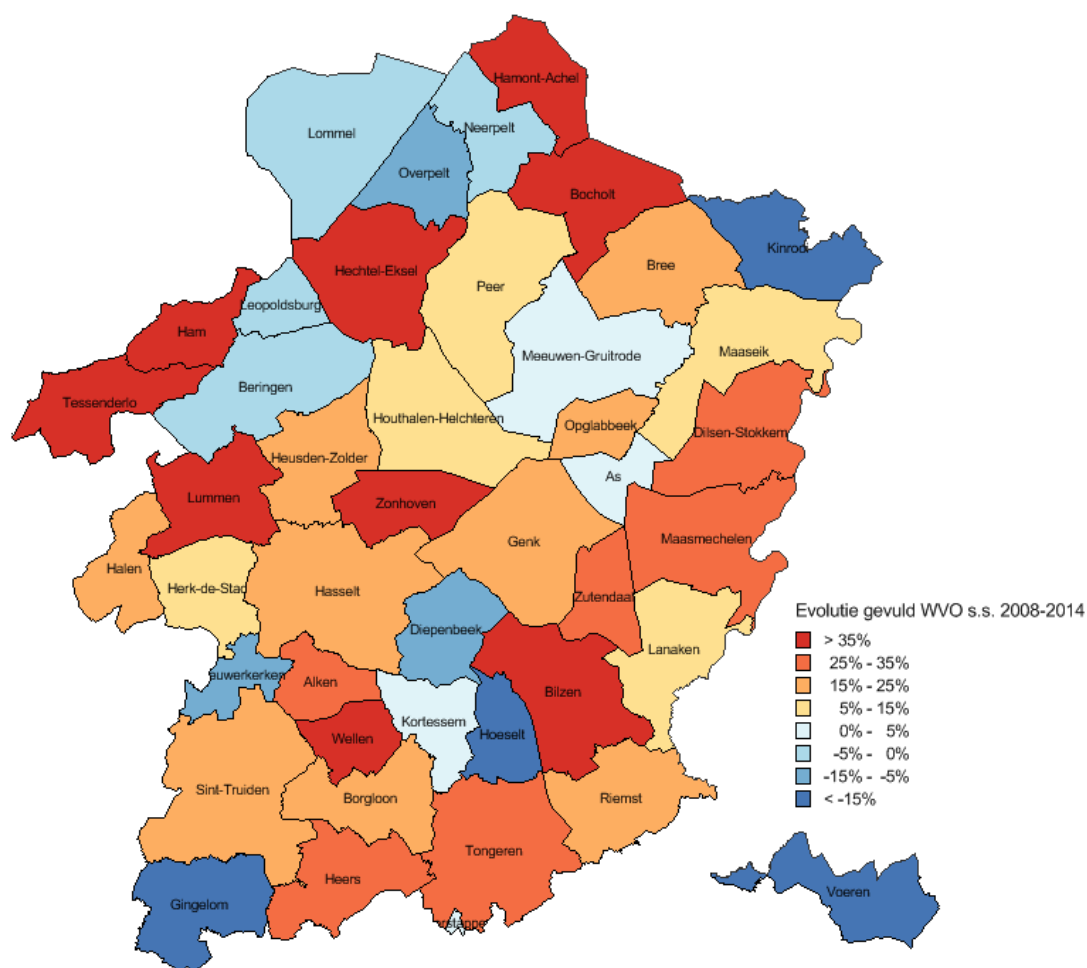 Hamont-Achel
Lommel
Neerpelt
Overpelt
Bocholt
Kinrooi
Hechtel-Eksel
Bree
Peer
Leopoldsburg
Ham
Maaseik
Meeuwen-Gruitrode
Beringen
Tessenderlo
Houthalen-Helchteren
Opglabbeek
Dilsen-Stokkem
Heusden-Zolder
As
Lummen
Zonhoven
Maasmechelen
Genk
Halen
Herk-de-Stad
Hasselt
Zutendaal
Evolutie gevuld WVO s.s. 2008-2014
> 35%
25% - 35%
15% - 25%
5% - 15%
0% - 5%
-5% - 0%
-15% - -5%
< -15%
Diepenbeek
Lanaken
euwerkerken
Alken
Bilzen
Kortessem
Hoeselt
Wellen
Sint-Truiden
Borgloon
Riemst
Tongeren
Heers
Voeren
Gingelom